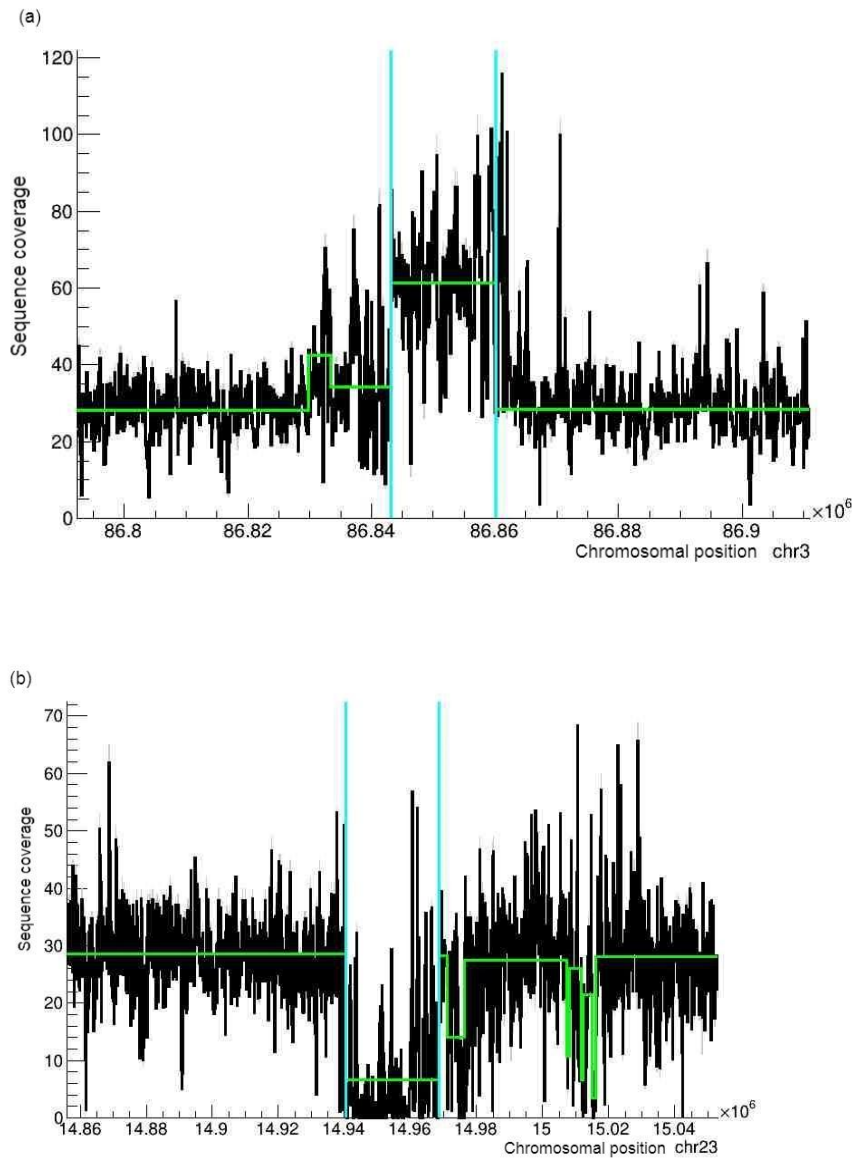 (a)
120
100
80
60
40
20
0
Sequence coverage
86.8 86.82 86.84 86.86 86.88 86.9 ×10⁶
Chromosomal position chr3
(b)
70
60
50
40
30
20
10
0
Sequence coverage
14.86 14.88 14.9 14.92 14.94 14.96 14.98 15 15.02 15.04 ×10⁶
Chromosomal position chr23